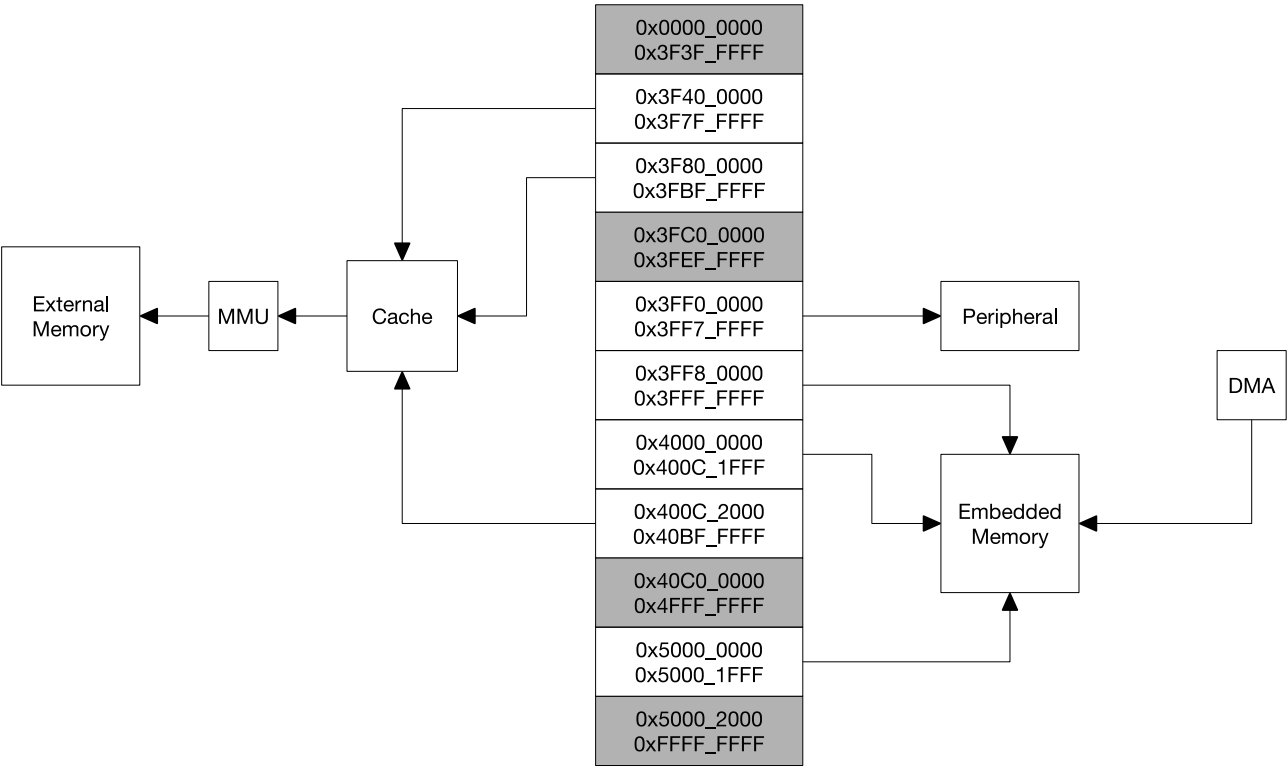 0x0000_0000
0x3F3F_FFFF
0x3F40_0000
0x3F7F_FFFF
0x3F80_0000
0x3FBF_FFFF
0x3FC0_0000
0x3FEF_FFFF
0x3FF0_0000
0x3FF7_FFFF
0x3FF8_0000
0x3FFF_FFFF
0x4000_0000
0x400C_1FFF
0x400C_2000
0x40BF_FFFF
0x40C0_0000
0x4FFF_FFFF
0x5000_0000
0x5000_1FFF
0x5000_2000
0xFFFF_FFFF
External
Memory
MMU
Cache
Peripheral
DMA
Embedded
Memory